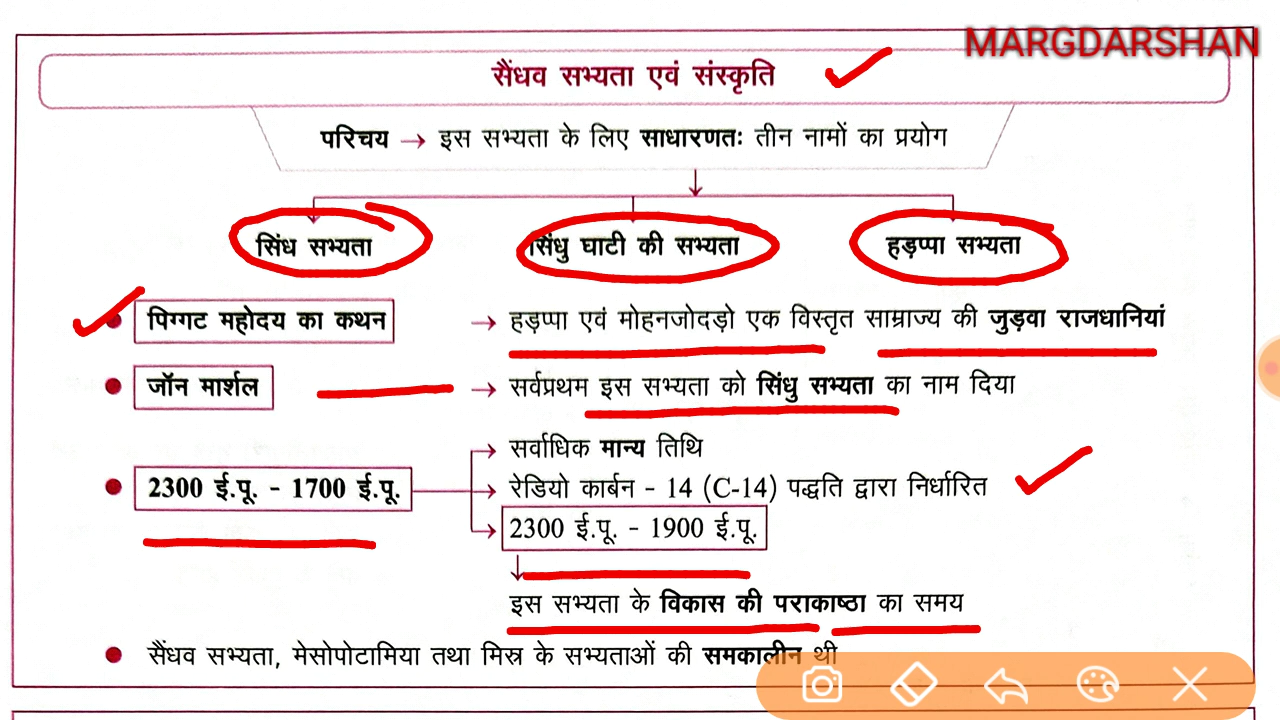 MARGDARSHAN
सैंधव सभ्यता एवं संस्कृति
परिचय → इस सभ्यता के लिए साधारणतः तीन नामों का प्रयोग
सिंध सभ्यता सिंधु घाटी की सभ्यता हड़प्पा सभ्यता
● पिग्गट महोदय का कथन → हड़प्पा एवं मोहनजोदड़ो एक विस्तृत साम्राज्य की जुड़वा राजधानियां
● जॉन मार्शल → सर्वप्रथम इस सभ्यता को सिंधु सभ्यता का नाम दिया
→ सर्वाधिक मान्य तिथि
● 2300 ई.पू. - 1700 ई.पू. → रेडियो कार्बन - 14 (C-14) पद्धति द्वारा निर्धारित
→ 2300 ई.पू. - 1900 ई.पू.
इस सभ्यता के विकास की पराकाष्ठा का समय
● सैंधव सभ्यता, मेसोपोटामिया तथा मिस्र के सभ्यताओं की समकालीन थी